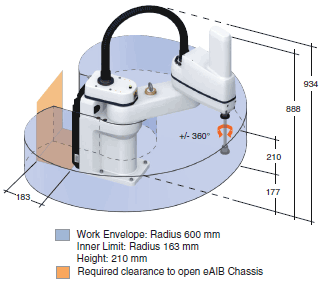 934
888
+/- 360°
210
177
183
Work Envelope: Radius 600 mm
Inner Limit: Radius 163 mm
Height: 210 mm
Required clearance to open eAIB Chassis